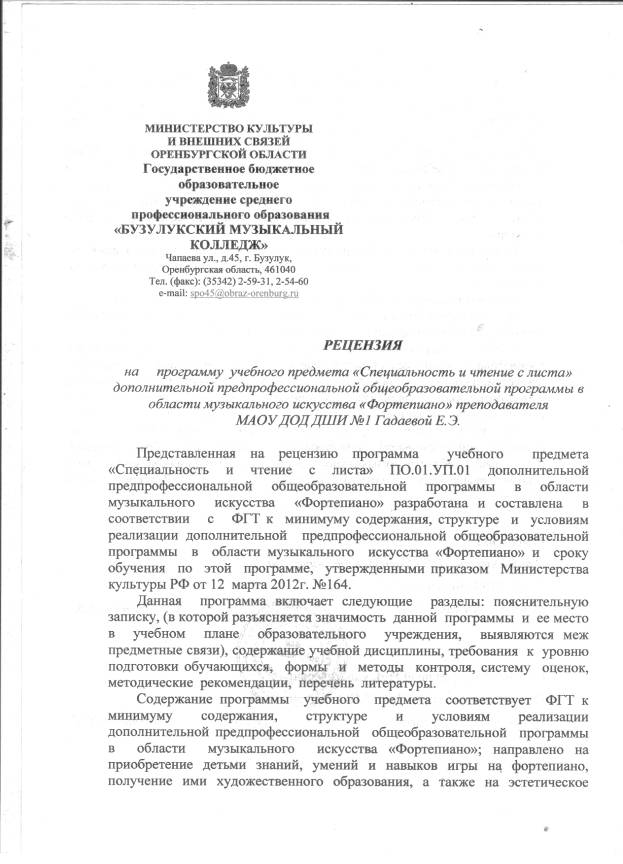 МИНИСТЕРСТВО КУЛЬТУРЫ
И ВНЕШНИХ СВЯЗЕЙ
ОРЕНБУРГСКОЙ ОБЛАСТИ
Государственное бюджетное
образовательное
учреждение среднего
профессионального образования
«БУЗУЛУКСКИЙ МУЗЫКАЛЬНЫЙ
КОЛЛЕДЖ»
Чапаева ул., д.45, г. Бузулук,
Оренбургская область, 461040
Тел. (факс): (35342) 2-59-31, 2-54-60
e-mail: spo45@obraz-orenburg.ru
РЕЦЕНЗИЯ
на программу учебного предмета «Специальность и чтение с листа»
дополнительной предпрофессиональной общеобразовательной программы в
области музыкального искусства «Фортепиано» преподавателя
МАОУ ДОД ДШИ №1 Гадаевой Е.Э.
Представленная на рецензию программа учебного предмета
«Специальность и чтение с листа» ПО.01.УП.01 дополнительной
предпрофессиональной общеобразовательной программы в области
музыкального искусства «Фортепиано» разработана и составлена в
соответствии с ФГТ к минимуму содержания, структуре и условиям
реализации дополнительной предпрофессиональной общеобразовательной
программы в области музыкального искусства «Фортепиано» и сроку
обучения по этой программе, утвержденными приказом Министерства
культуры РФ от 12 марта 2012г. №164.
Данная программа включает следующие разделы: пояснительную
записку, (в которой разъясняется значимость данной программы и ее место
в учебном плане образовательного учреждения, выявляются меж
предметные связи), содержание учебной дисциплины, требования к уровню
подготовки обучающихся, формы и методы контроля, систему оценок,
методические рекомендации, перечень литературы.
Содержание программы учебного предмета соответствует ФГТ к
минимуму содержания, структуре и условиям реализации
дополнительной предпрофессиональной общеобразовательной программы
в области музыкального искусства «Фортепиано»; направлено на
приобретение детьми знаний, умений и навыков игры на фортепиано,
получение ими художественного образования, а также на эстетическое